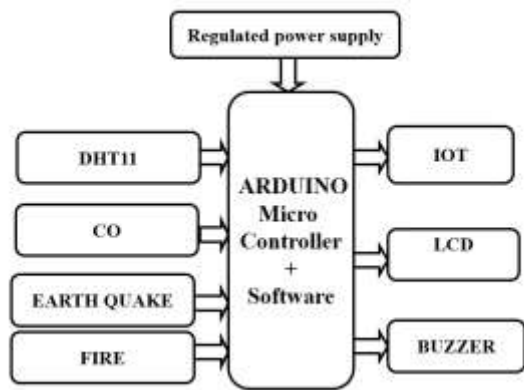 Regulated power supply
DHT11
CO
EARTH QUAKE
FIRE
ARDUINO
Micro
Controller
+
Software
IOT
LCD
BUZZER